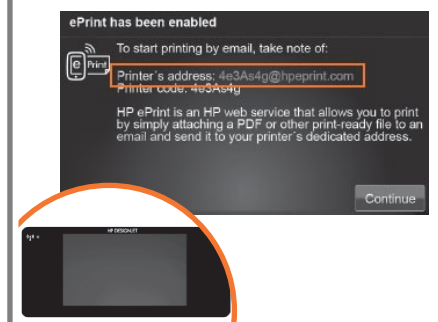 ePrint has been enabled
To start printing by email, take note of:
e Print
Printer's address: 4e3As4g@hpeprint.com
Printer code: 4e3As4g
HP ePrint is an HP web service that allows you to print
by simply attaching a PDF or other print-ready file to an
email and send it to your printer's dedicated address.
Continue
HP DESIGNJET